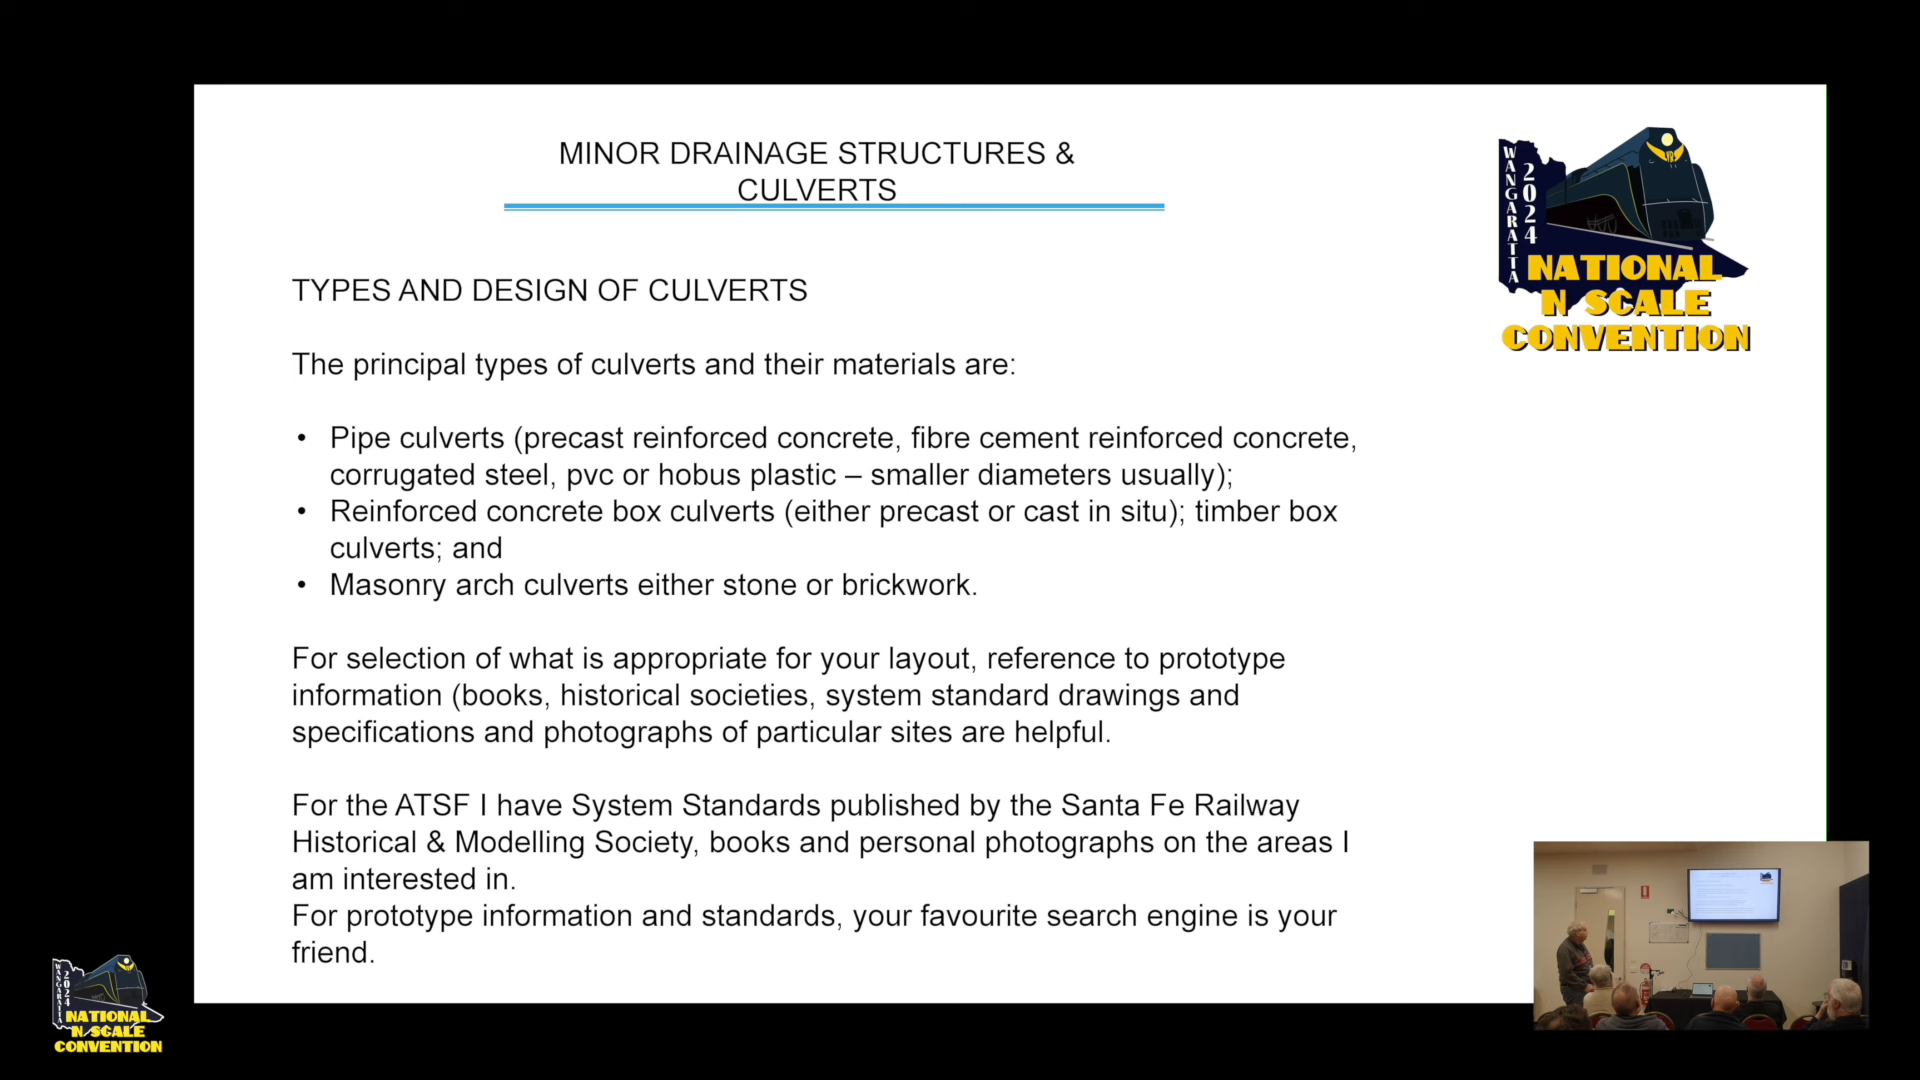 MINOR DRAINAGE STRUCTURES &
CULVERTS
WANGARATTA
2024
NATIONAL
N SCALE
CONVENTION
TYPES AND DESIGN OF CULVERTS
The principal types of culverts and their materials are:
• Pipe culverts (precast reinforced concrete, fibre cement reinforced concrete,
corrugated steel, pvc or hobus plastic – smaller diameters usually);
• Reinforced concrete box culverts (either precast or cast in situ); timber box
culverts; and
• Masonry arch culverts either stone or brickwork.
For selection of what is appropriate for your layout, reference to prototype
information (books, historical societies, system standard drawings and
specifications and photographs of particular sites are helpful.
For the ATSF I have System Standards published by the Santa Fe Railway
Historical & Modelling Society, books and personal photographs on the areas I
am interested in.
For prototype information and standards, your favourite search engine is your
friend.
WANGARATTA
2024
NATIONAL
N SCALE
CONVENTION